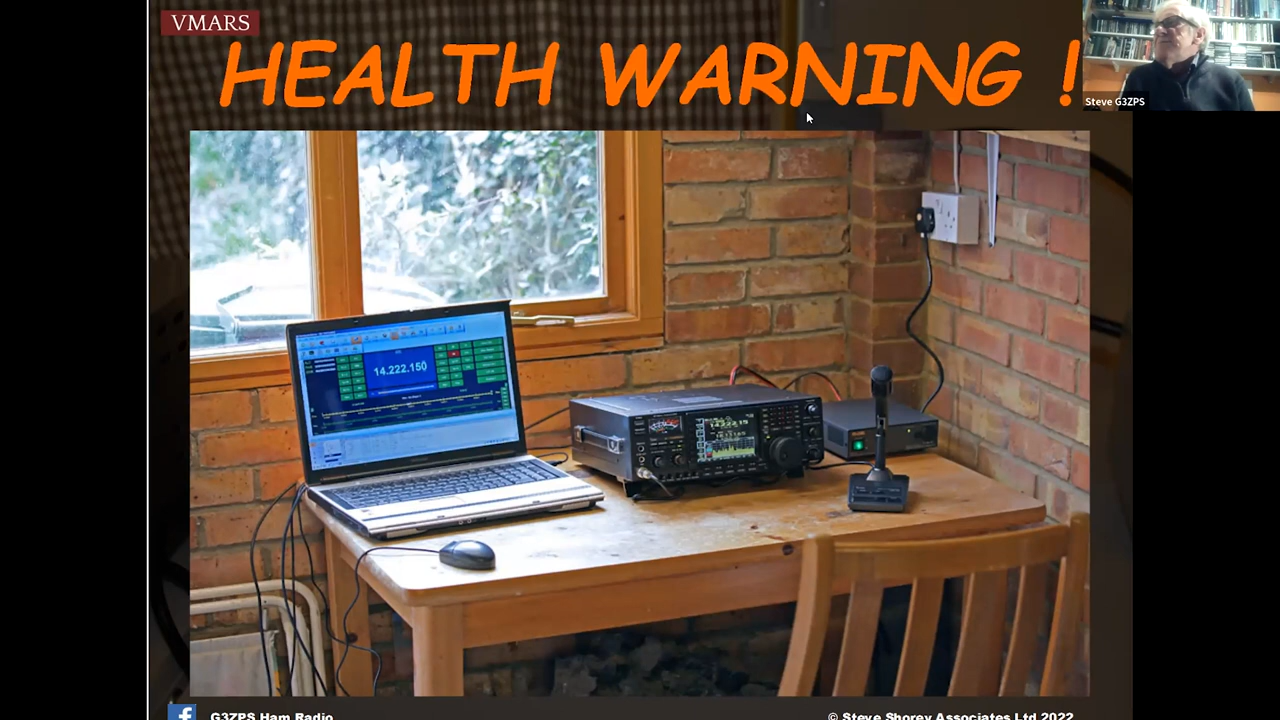 VMARS
HEALTH WARNING !
Steve G3ZPS
14.222.150
G3ZPS Ham Radio
© Steve Shorey Associates Ltd 2022